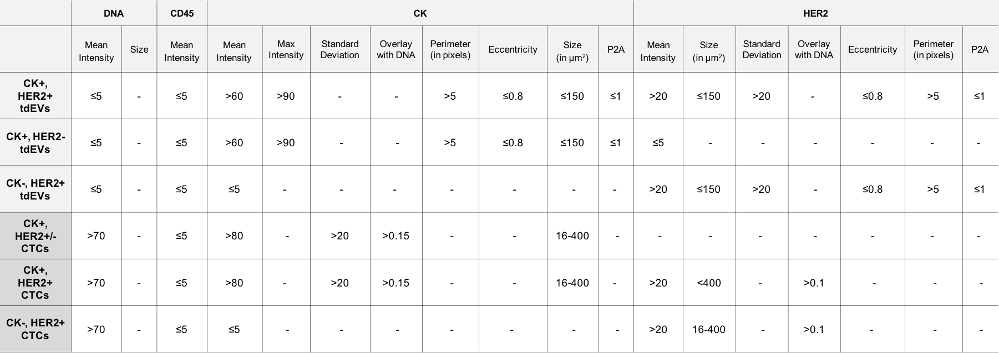 DNA CD45 CK HER2
Mean Intensity Size Mean Intensity Mean Intensity Max Intensity Standard Deviation Overlay with DNA Perimeter (in pixels) Eccentricity Size (in µm²) P2A Mean Intensity Size (in µm²) Standard Deviation Overlay with DNA Eccentricity Perimeter (in pixels) P2A
CK+, HER2+ tdEVs ≤5 - ≤5 >60 >90 - - >5 ≤0.8 ≤150 ≤1 >20 ≤150 >20 - ≤0.8 >5 ≤1
CK+, HER2- tdEVs ≤5 - ≤5 >60 >90 - - >5 ≤0.8 ≤150 ≤1 ≤5 - - - - - -
CK-, HER2+ tdEVs ≤5 - ≤5 ≤5 - - - - - - - >20 ≤150 >20 - ≤0.8 >5 ≤1
CK+, HER2+/- CTCs >70 - ≤5 >80 - >20 >0.15 - - 16-400 - - - - - - - -
CK+, HER2+ CTCs >70 - ≤5 >80 - >20 >0.15 - - 16-400 - >20 <400 - >0.1 - - -
CK-, HER2+ CTCs >70 - ≤5 ≤5 - - - - - - - >20 16-400 - >0.1 - - -